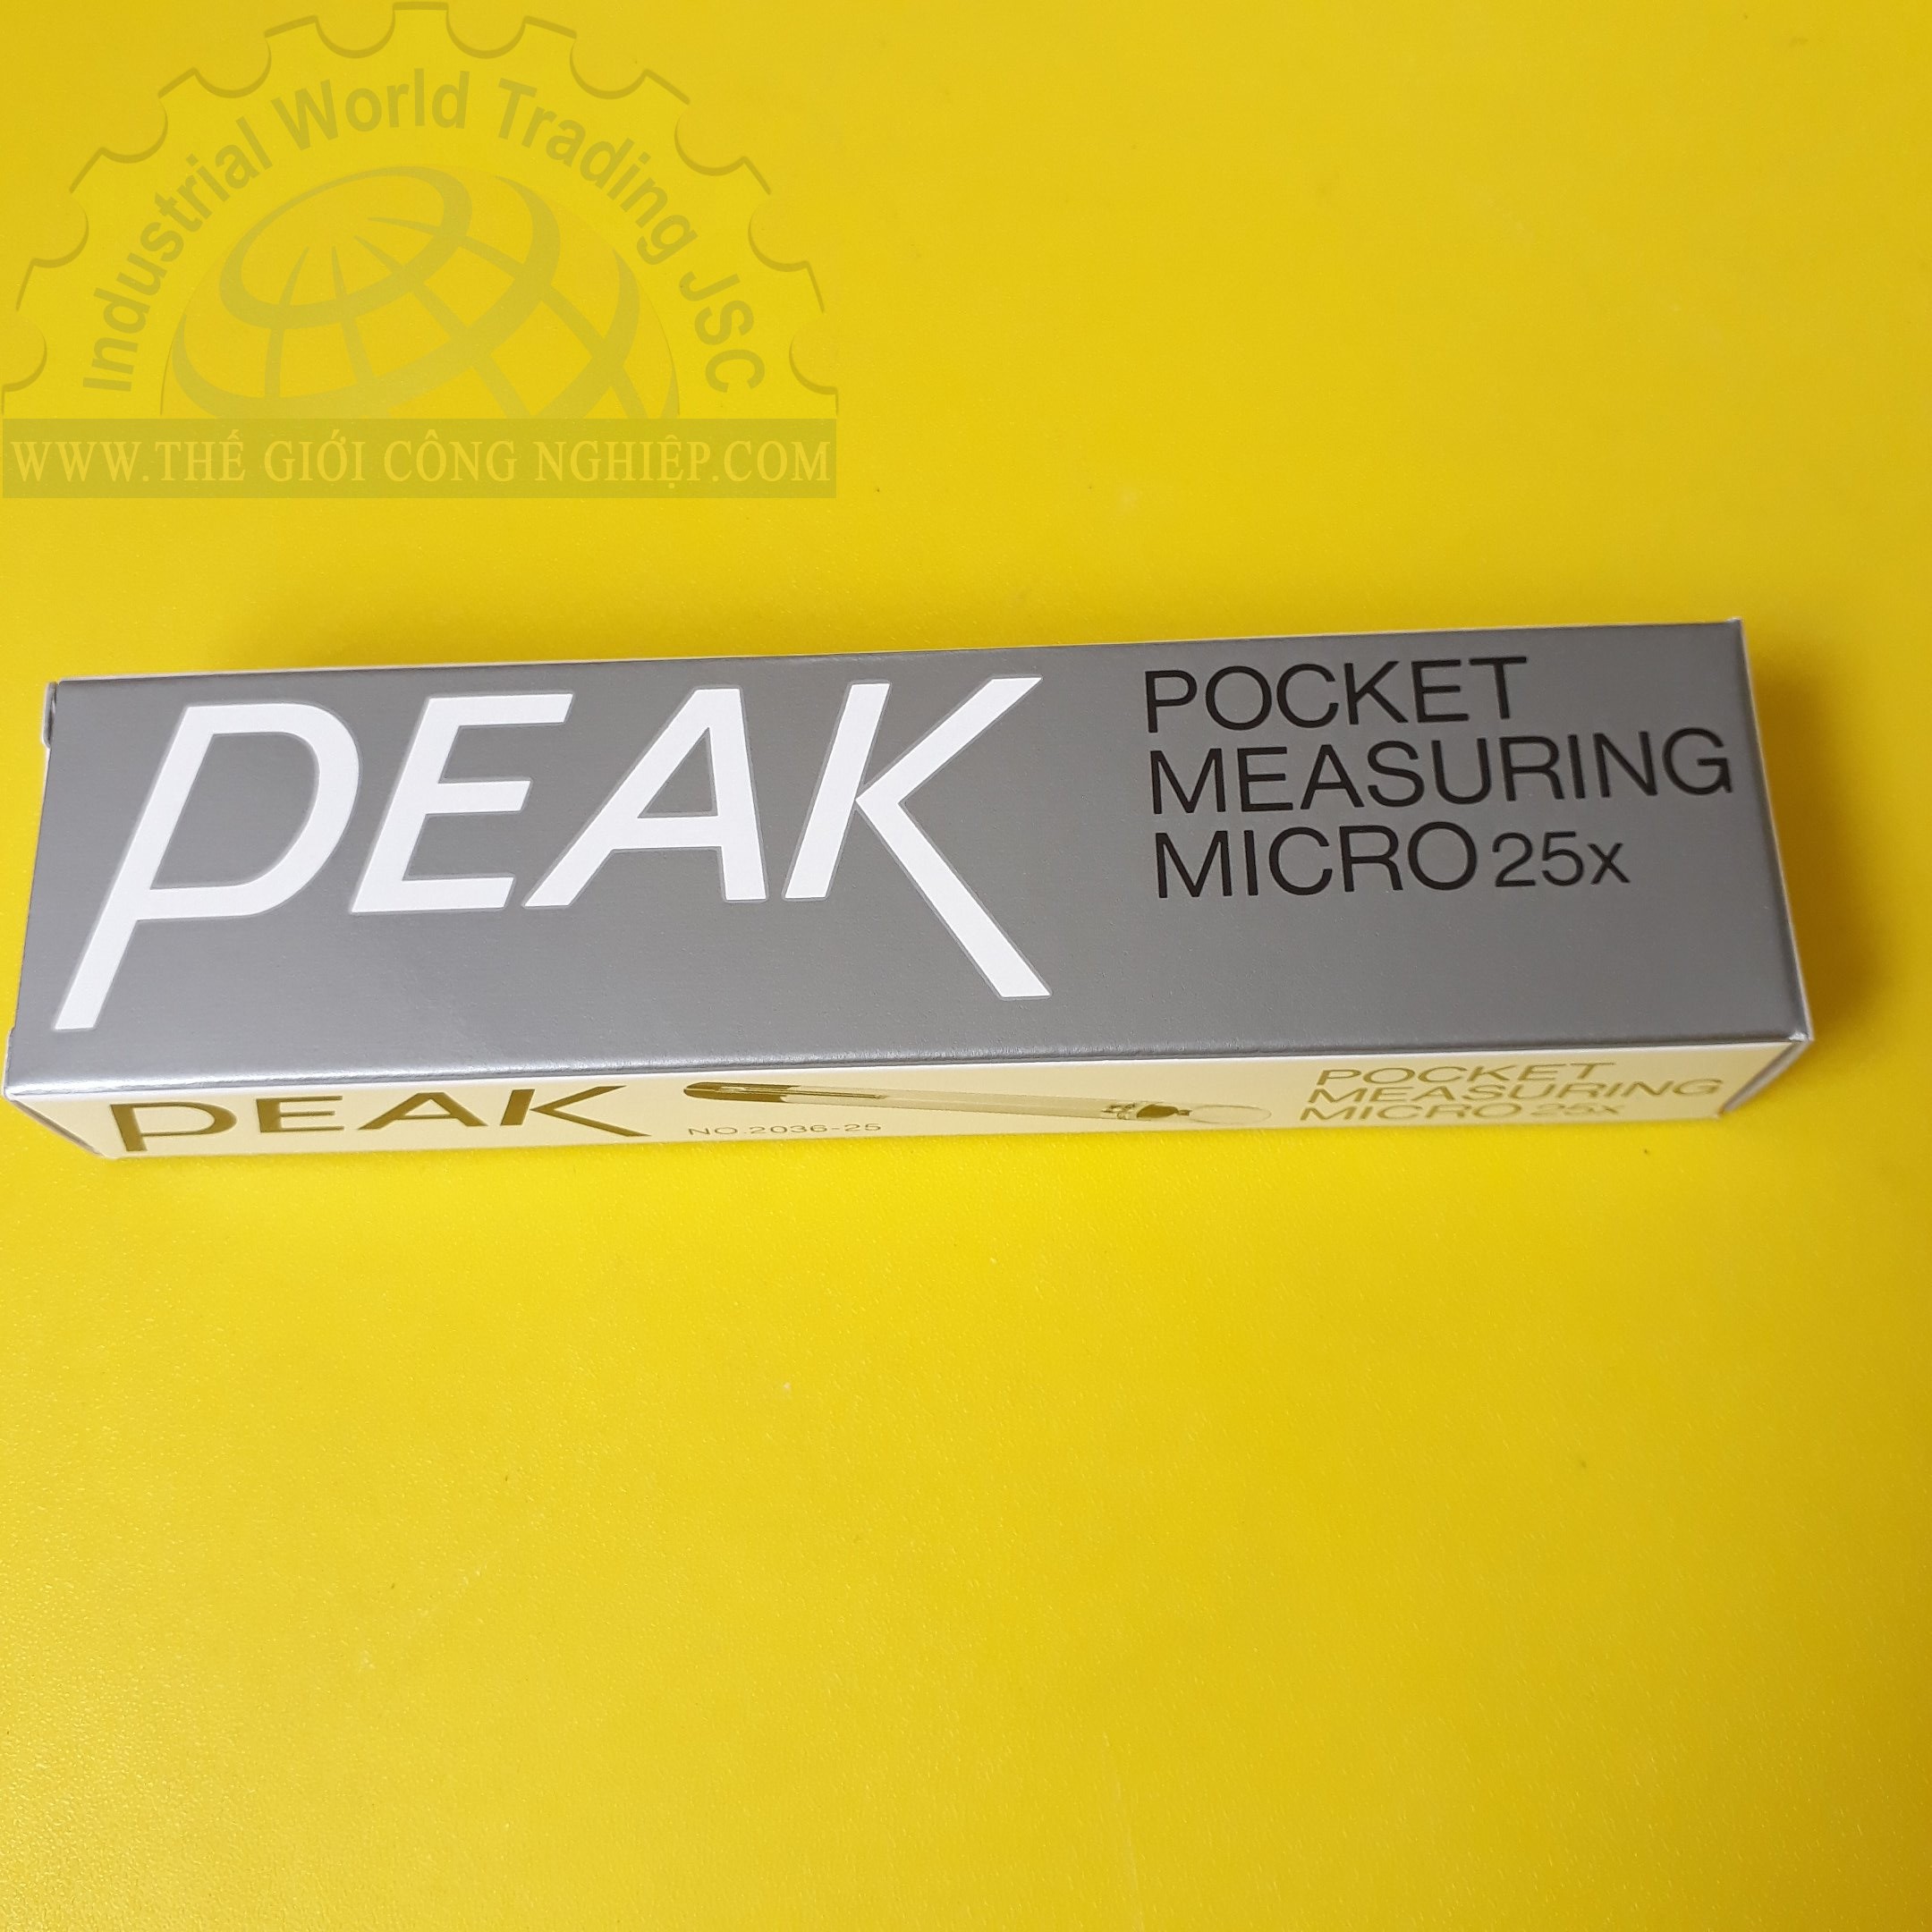 Industrial World Trading JSC
WWW.THẾ GIỚI CÔNG NGHIỆP.COM
PEAK
POCKET
MEASURING
MICRO 25x
PEAK
NO.2036-25
POCKET
MEASURING
MICRO 25x